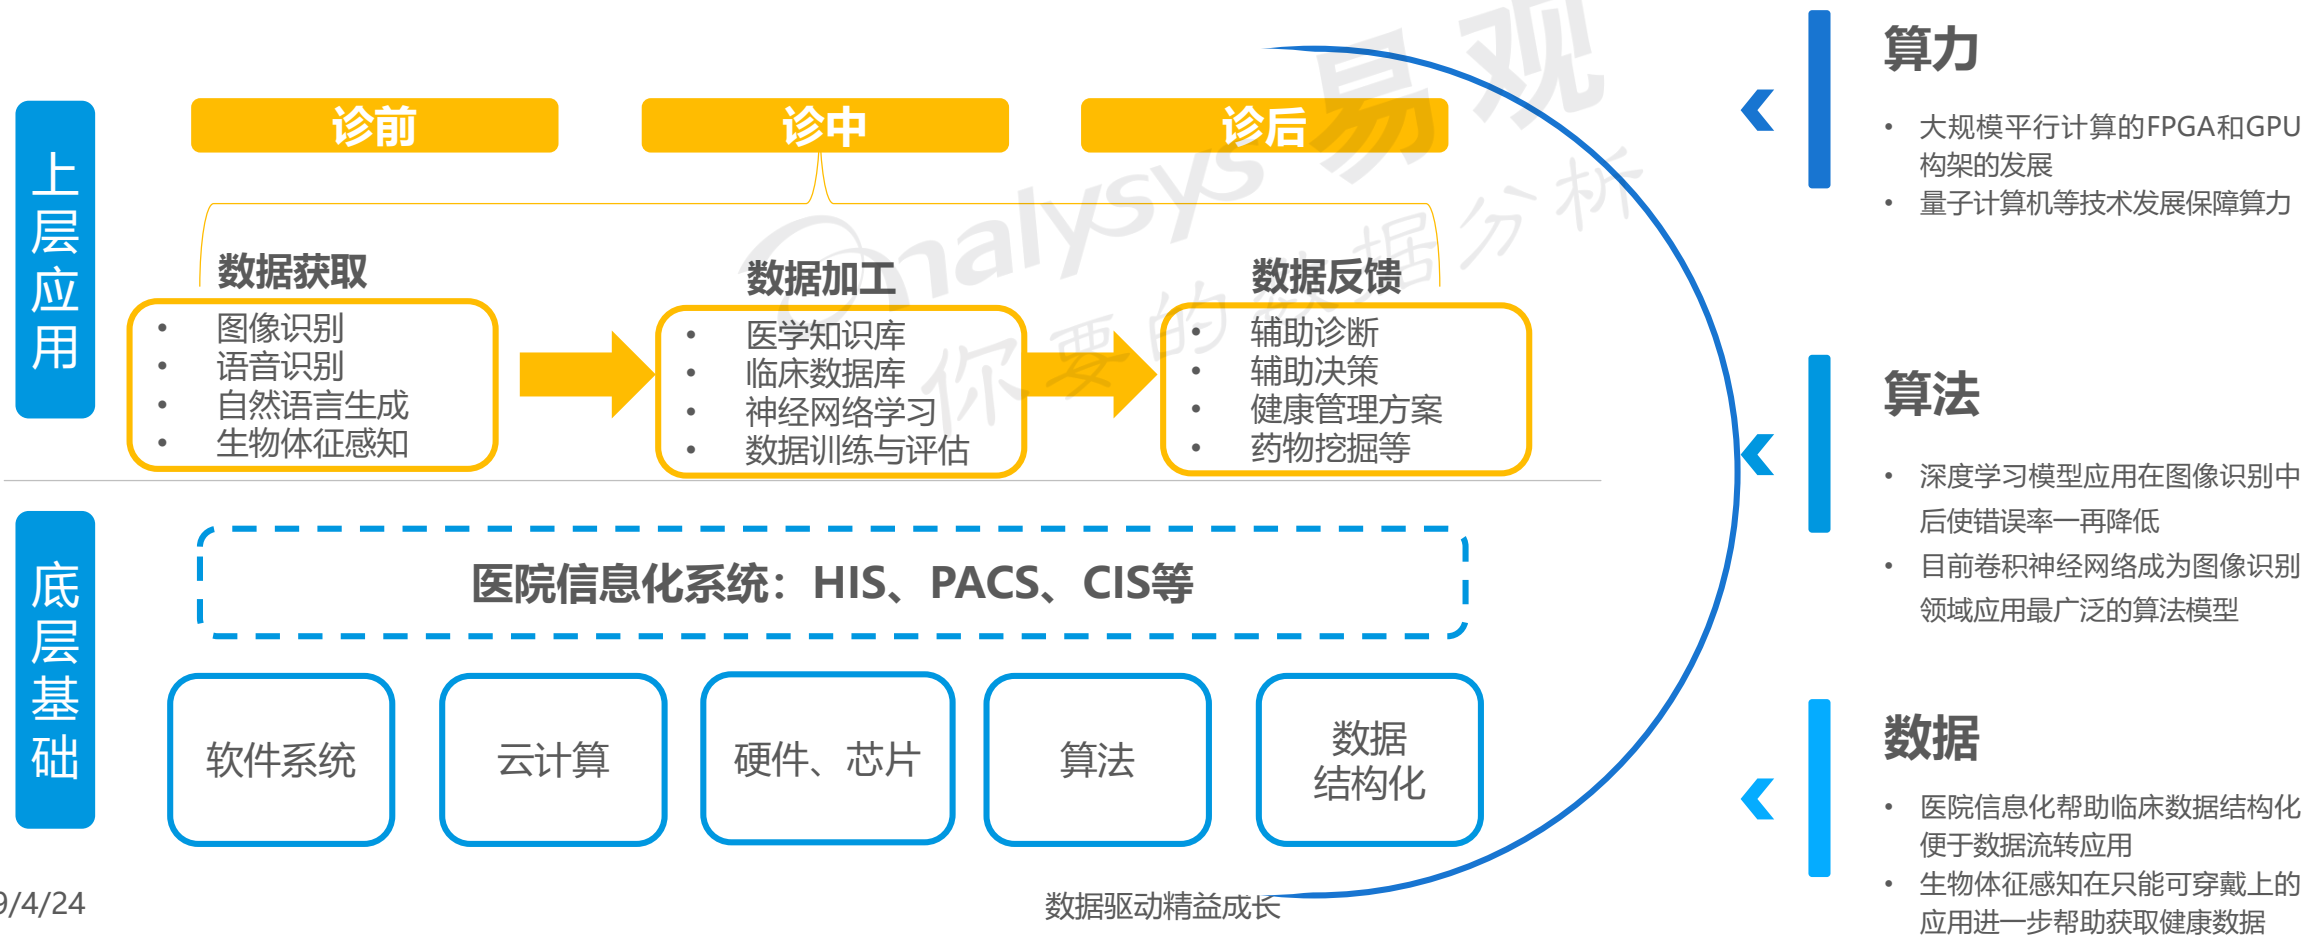 上层应用
诊前
诊中
诊后
数据获取
• 图像识别
• 语音识别
• 自然语言生成
• 生物体征感知
数据加工
• 医学知识库
• 临床数据库
• 神经网络学习
• 数据训练与评估
数据反馈
• 辅助诊断
• 辅助决策
• 健康管理方案
• 药物挖掘等
底层基础
医院信息化系统：HIS、PACS、CIS等
软件系统
云计算
硬件、芯片
算法
数据
结构化
算力
• 大规模平行计算的FPGA和GPU
构架的发展
• 量子计算机等技术发展保障算力
算法
• 深度学习模型应用在图像识别中
后使错误率一再降低
• 目前卷积神经网络成为图像识别
领域应用最广泛的算法模型
数据
• 医院信息化帮助临床数据结构化
便于数据流转应用
• 生物体征感知在只能可穿戴上的
应用进一步帮助获取健康数据
9/4/24
数据驱动精益成长
analysys 易观
你要的数据分析